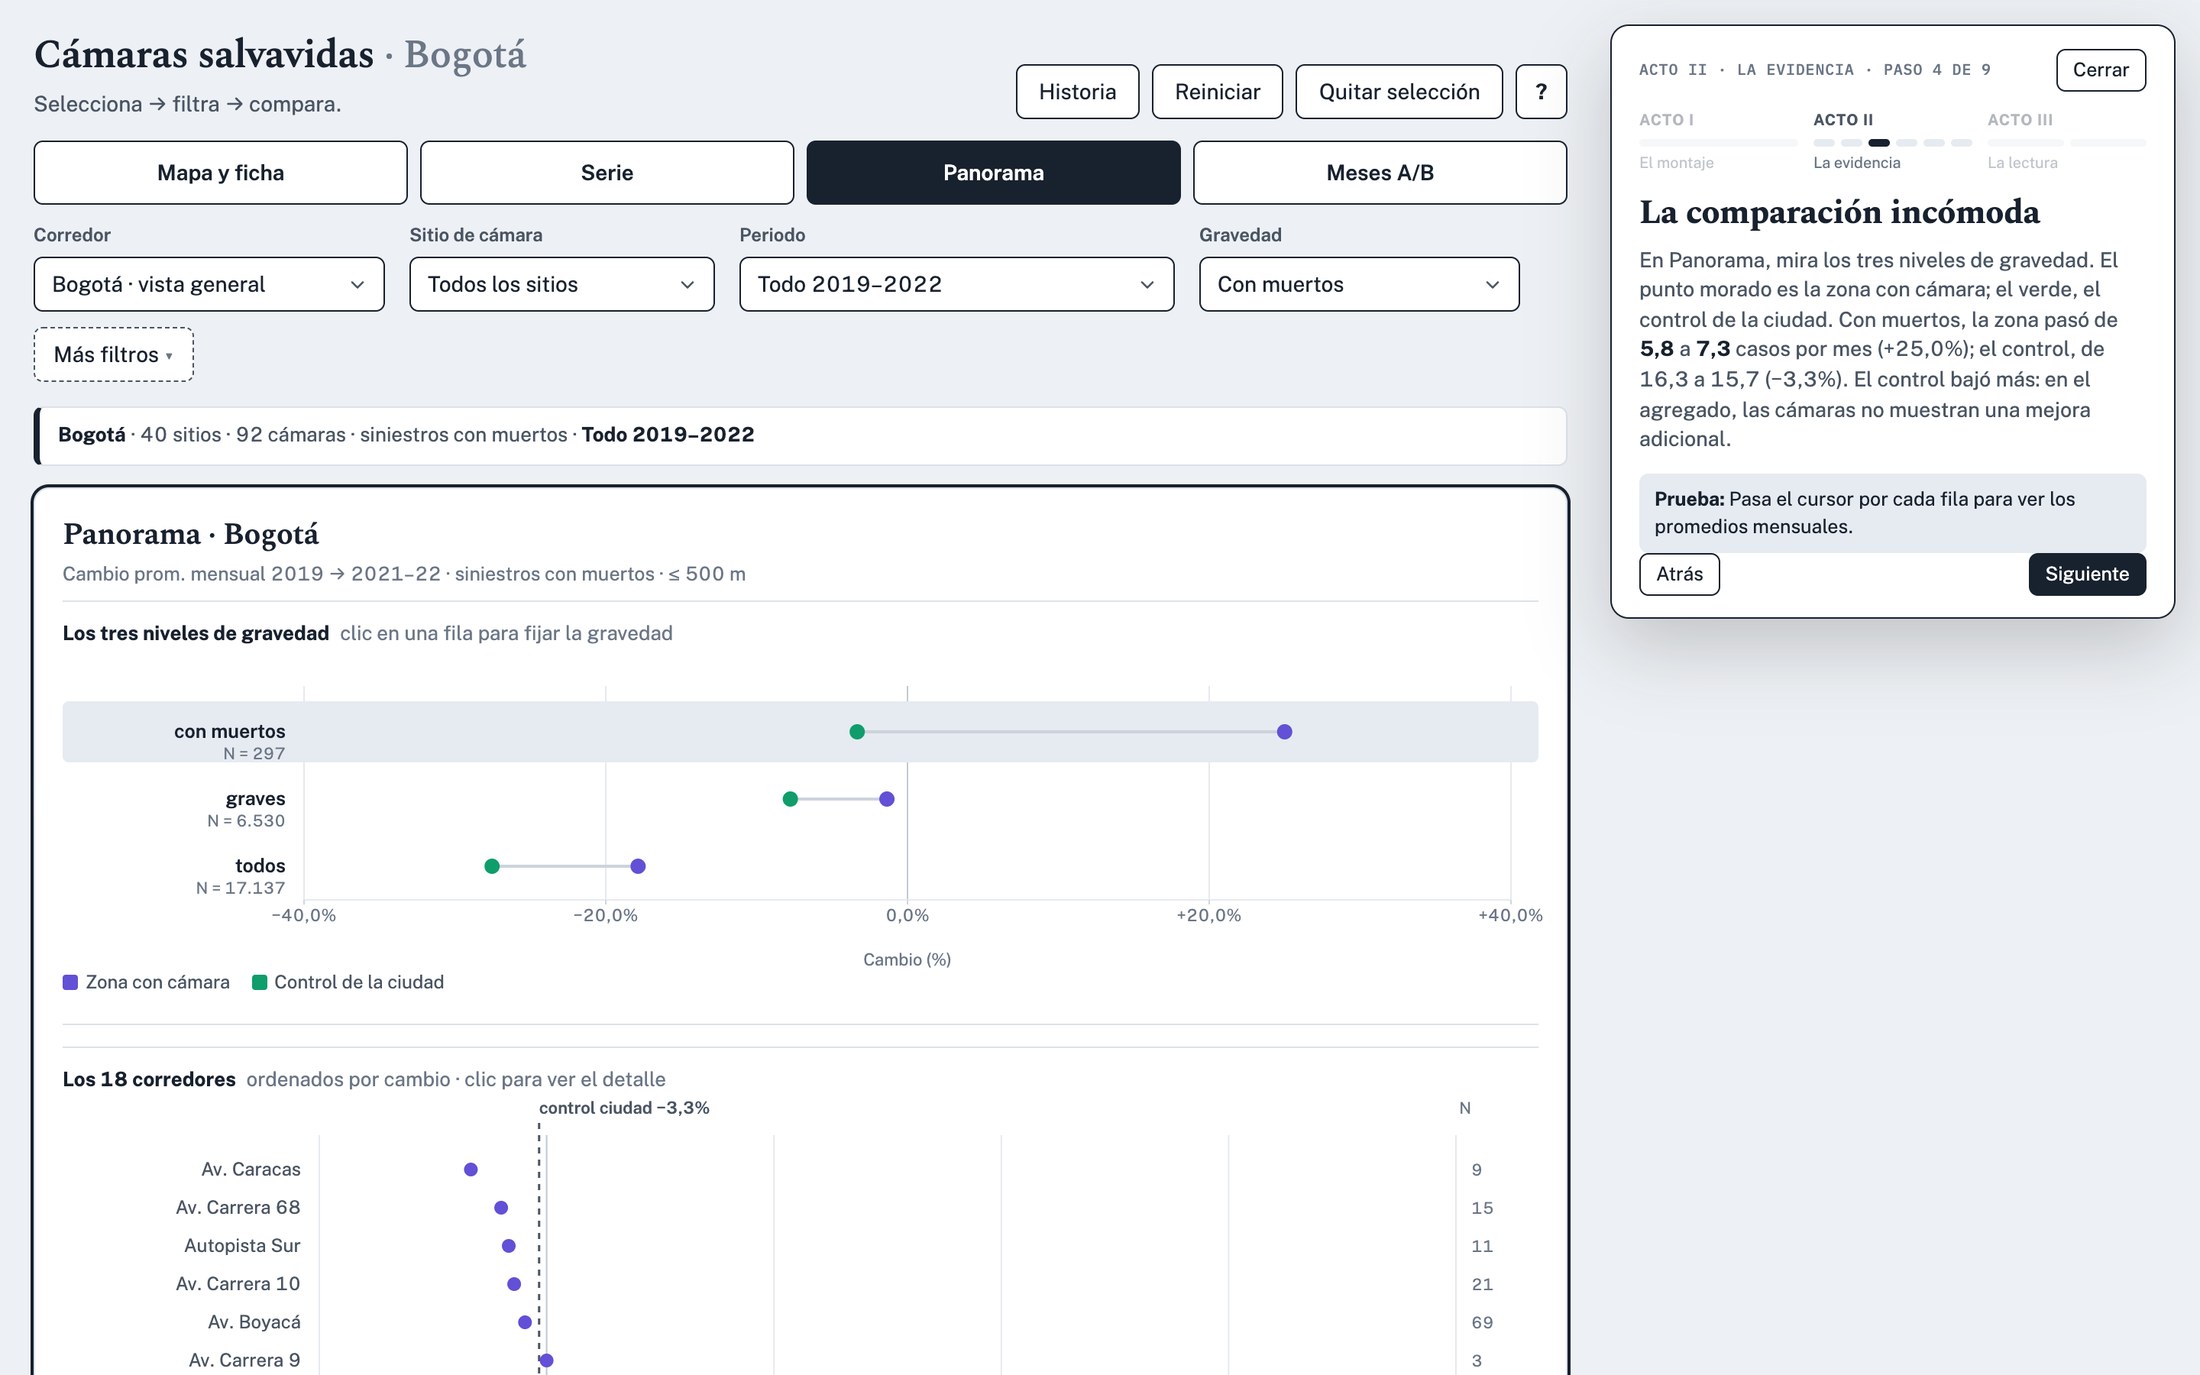 Cámaras salvavidas · Bogotá
Selecciona → filtra → compara.
Historia
Reiniciar
Quitar selección
?
Mapa y ficha
Serie
Panorama
Meses A/B
Corredor
Sitio de cámara
Periodo
Gravedad
Bogotá · vista general
Todos los sitios
Todo 2019–2022
Con muertos
Más filtros ▾
Bogotá · 40 sitios · 92 cámaras · siniestros con muertos · Todo 2019–2022
Panorama · Bogotá
Cambio prom. mensual 2019 → 2021–22 · siniestros con muertos · ≤ 500 m
Los tres niveles de gravedad clic en una fila para fijar la gravedad
con muertos
N = 297
graves
N = 6.530
todos
N = 17.137
−40,0%
−20,0%
0,0%
+20,0%
+40,0%
Cambio (%)
Zona con cámara
Control de la ciudad
Los 18 corredores ordenados por cambio · clic para ver el detalle
control ciudad −3,3%
N
Av. Caracas
9
Av. Carrera 68
15
Autopista Sur
11
Av. Carrera 10
21
Av. Boyacá
69
Av. Carrera 9
3
ACTO II · LA EVIDENCIA · PASO 4 DE 9
Cerrar
ACTO I
ACTO II
ACTO III
El montaje
La evidencia
La lectura
La comparación incómoda
En Panorama, mira los tres niveles de gravedad. El
punto morado es la zona con cámara; el verde, el
control de la ciudad. Con muertos, la zona pasó de
5,8 a 7,3 casos por mes (+25,0%); el control, de
16,3 a 15,7 (−3,3%). El control bajó más: en el
agregado, las cámaras no muestran una mejora
adicional.
Prueba: Pasa el cursor por cada fila para ver los
promedios mensuales.
Atrás
Siguiente